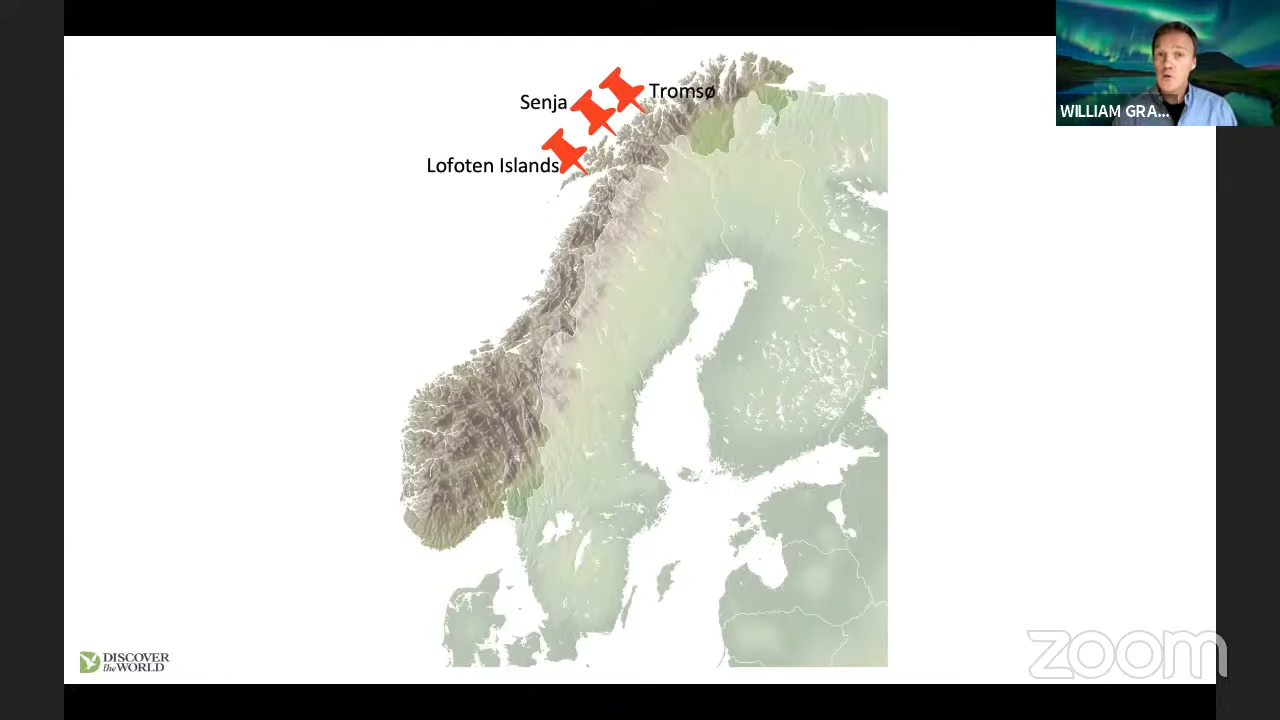 Senja
Tromsø
Lofoten Islands
WILLIAM GRA...
DISCOVER
the WORLD
zoom